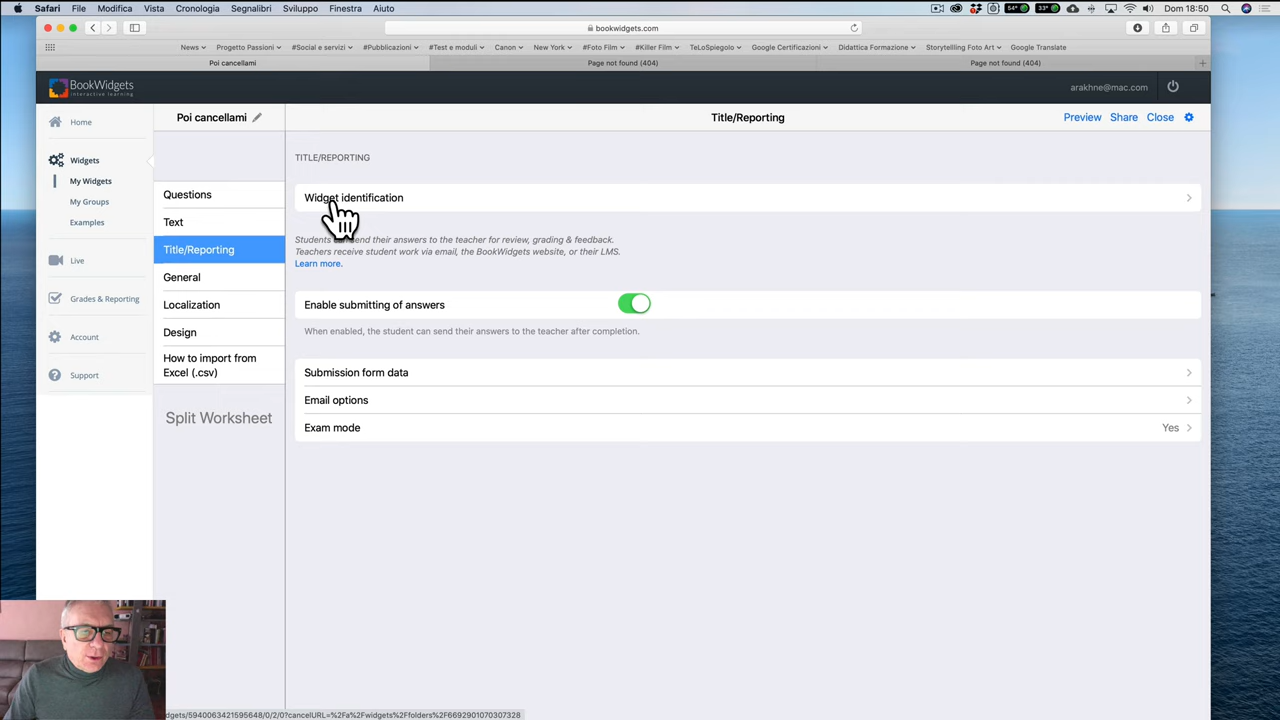 Safari File Modifica Vista Cronologia Segnalibri Sviluppo Finestra Aiuto
54° 33° Dom 18:50
bookwidgets.com
News Progetto Passioni #Social e servizi #Pubblicazioni #Test e moduli Canon New York #Foto Film #Killer Film TeLoSpiegolo Google Certificazioni Didattica Formazione Storytelling Foto Art Google Translate
Poi cancellami Page not found (404) Page not found (404)
BookWidgets
interactive learning
arakhne@mac.com
Home
Widgets
My Widgets
My Groups
Examples
Live
Grades & Reporting
Account
Support
Poi cancellami
Questions
Text
Title/Reporting
General
Localization
Design
How to import from
Excel (.csv)
Split Worksheet
Title/Reporting
Preview Share Close
TITLE/REPORTING
Widget identification
Students can send their answers to the teacher for review, grading & feedback.
Teachers receive student work via email, the BookWidgets website, or their LMS.
Learn more.
Enable submitting of answers
When enabled, the student can send their answers to the teacher after completion.
Submission form data
Email options
Exam mode Yes
dgets/5940063421595648/0/2/0?cancelURL=%2Fa%2Fwidgets%2Ffolders%2F6692901070307328